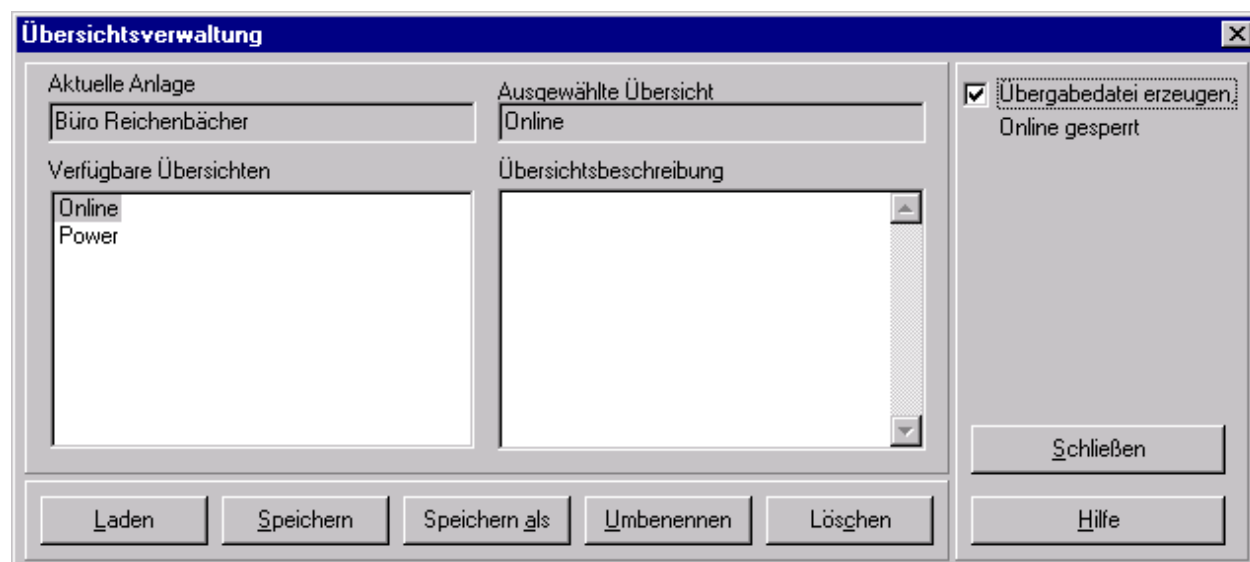 Übersichtsverwaltung
Aktuelle Anlage
Büro Reichenbächer
Ausgewählte Übersicht
Online
Verfügbare Übersichten
Online
Power
Übersichtsbeschreibung
Übergabedatei erzeugen,
Online gesperrt
Schließen
Laden
Speichern
Speichern als
Umbenennen
Löschen
Hilfe